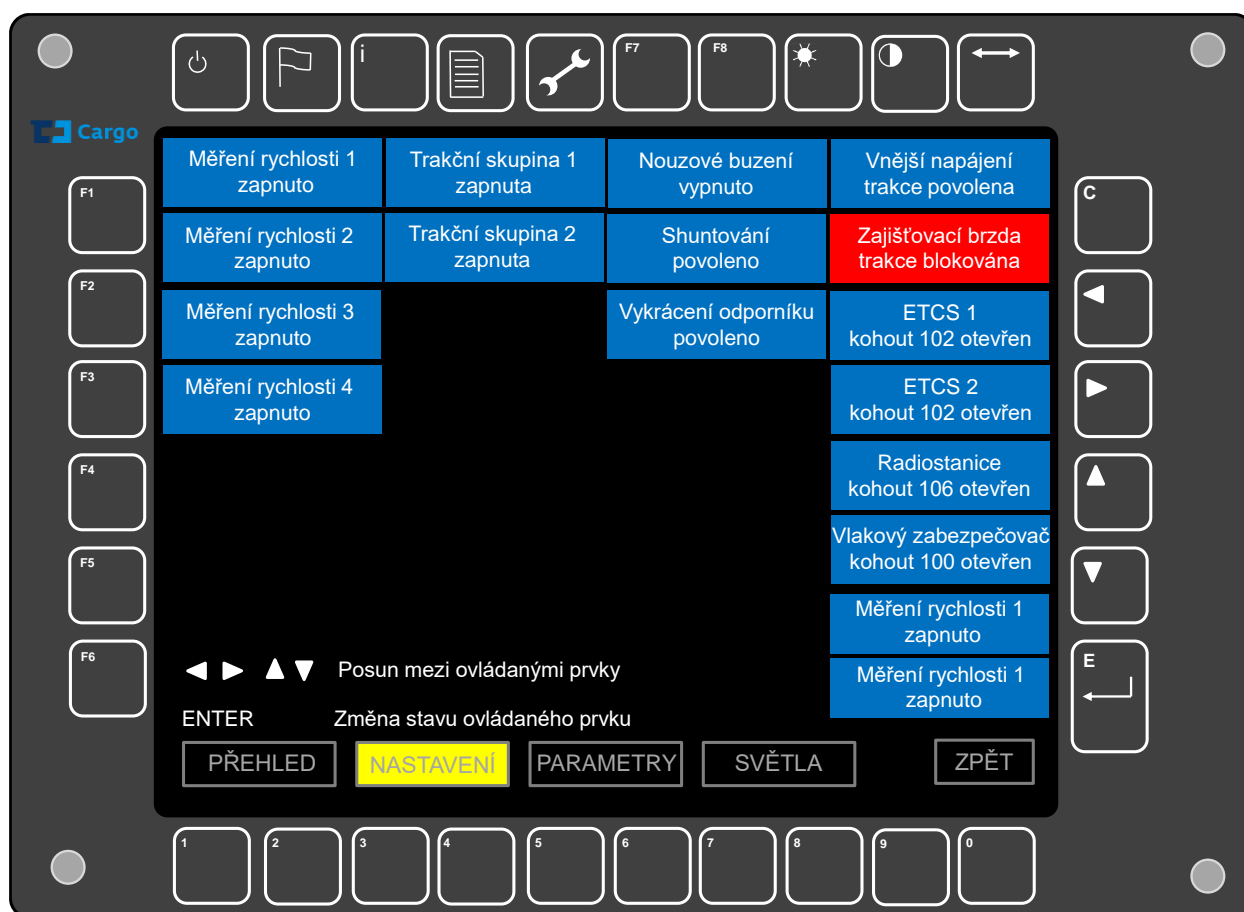 i
F7
F8
Cargo
F1
F2
F3
F4
F5
F6
Měření rychlosti 1
zapnuto
Trakční skupina 1
zapnuta
Nouzové buzení
vypnuto
Vnější napájení
trakce povolena
Měření rychlosti 2
zapnuto
Trakční skupina 2
zapnuta
Shuntování
povoleno
Zajišťovací brzda
trakce blokována
Měření rychlosti 3
zapnuto
Vykrácení odporníku
povoleno
ETCS 1
kohout 102 otevřen
Měření rychlosti 4
zapnuto
ETCS 2
kohout 102 otevřen
Radiostanice
kohout 106 otevřen
Vlakový zabezpečovač
kohout 100 otevřen
Měření rychlosti 1
zapnuto
Měření rychlosti 1
zapnuto
Posun mezi ovládanými prvky
ENTER Změna stavu ovládaného prvku
PŘEHLED NASTAVENÍ PARAMETRY SVĚTLA ZPĚT
C
E
1 2 3 4 5 6 7 8 9 0